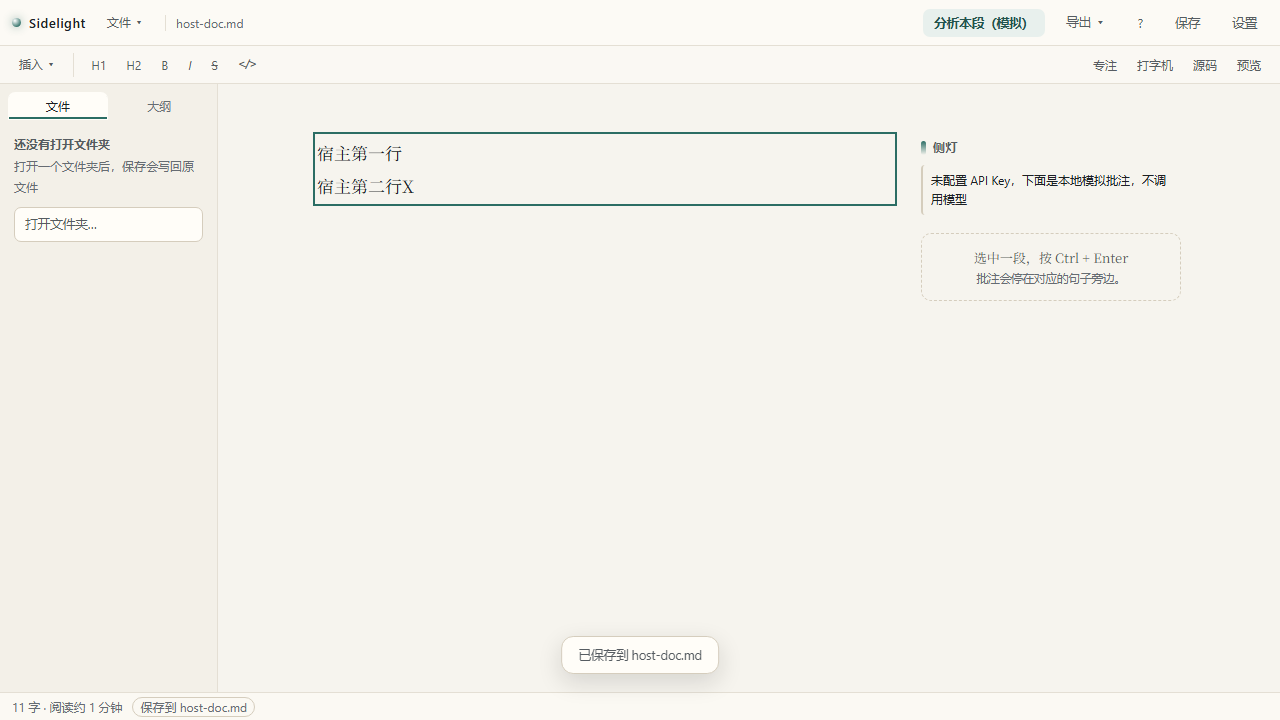 Sidelight 文件 ▾ host-doc.md 分析本段（模拟） 导出 ▾ ? 保存 设置
插入 ▾ H1 H2 B I S </> 专注 打字机 源码 预览
文件 大纲
还没有打开文件夹
打开一个文件夹后，保存会写回原
文件
打开文件夹...
宿主第一行
宿主第二行X
侧灯
未配置 API Key，下面是本地模拟批注，不调
用模型
选中一段，按 Ctrl + Enter
批注会停在对应的句子旁边。
已保存到 host-doc.md
11 字 · 阅读约 1 分钟 保存到 host-doc.md